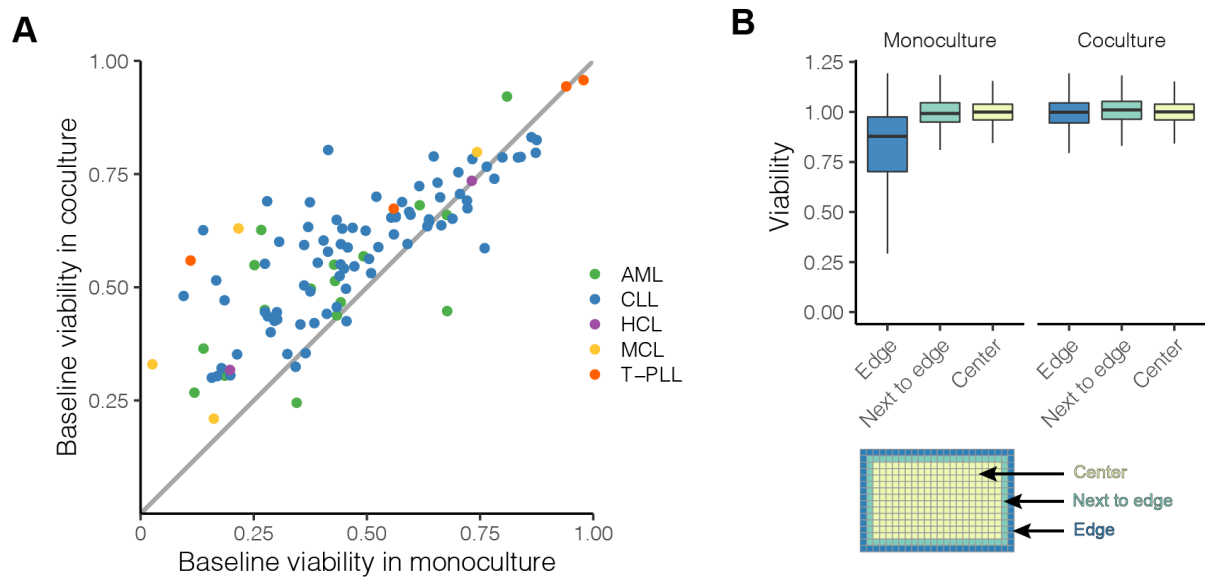 A
Baseline viability in coculture
1.00
0.75
0.50
0.25
0
0.25
0.50
0.75
1.00
Baseline viability in monoculture
AML
CLL
HCL
MCL
T−PLL
B
Monoculture
Coculture
Viability
1.25
1.00
0.75
0.50
0.25
0.00
Edge
Next to edge
Center
Edge
Next to edge
Center
Center
Next to edge
Edge